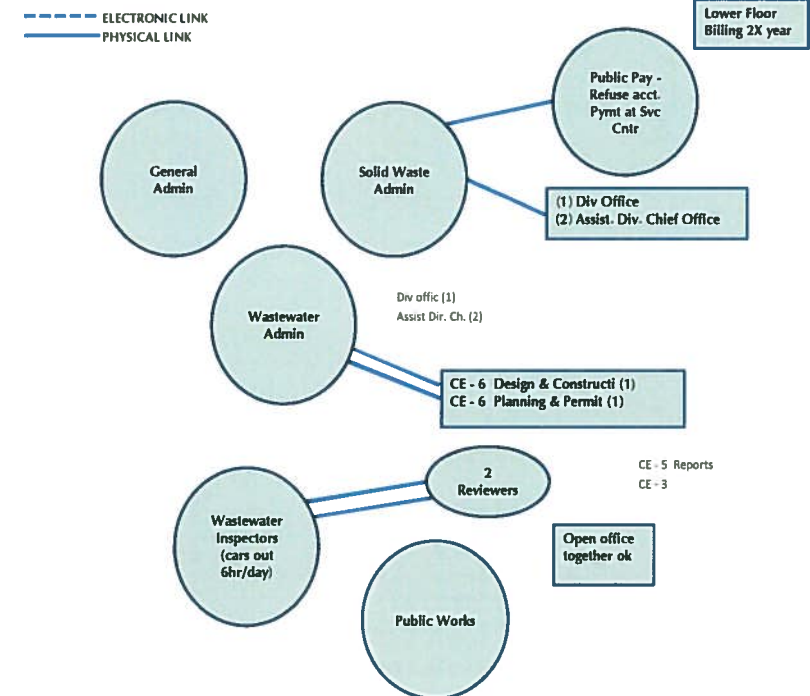 ELECTRONIC LINK
PHYSICAL LINK
Lower Floor
Billing 2X year
Public Pay -
Refuse acct.
Pymt at Svc
Cntr
General
Admin
Solid Waste
Admin
(1) Div Office
(2) Assist. Div. Chief Office
Wastewater
Admin
Div offic (1)
Assist Dir. Ch. (2)
CE - 6 Design & Constructi (1)
CE - 6 Planning & Permit (1)
2
Reviewers
CE - 5 Reports
CE - 3
Wastewater
Inspectors
(cars out
6hr/day)
Open office
together ok
Public Works